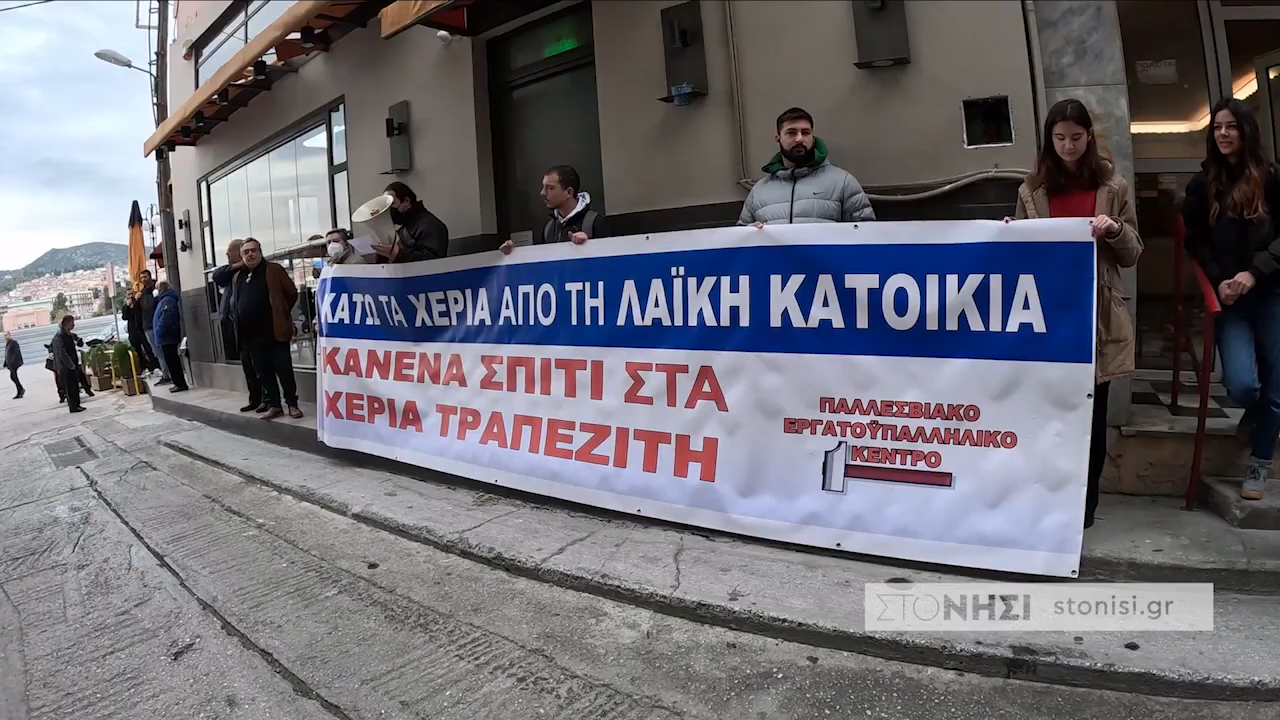 ΚΑΤΩ ΤΑ ΧΕΡΙΑ ΑΠΟ ΤΗ ΛΑΪΚΗ ΚΑΤΟΙΚΙΑ
ΚΑΝΕΝΑ ΣΠΙΤΙ ΣΤΑ
ΧΕΡΙΑ ΤΡΑΠΕΖΙΤΗ
ΠΑΛΛΕΣΒΙΑΚΟ
ΕΡΓΑΤΟΫΠΑΛΛΗΛΙΚΟ
ΚΕΝΤΡΟ
ΣΤΟΝΗΣΙ stonisi.gr